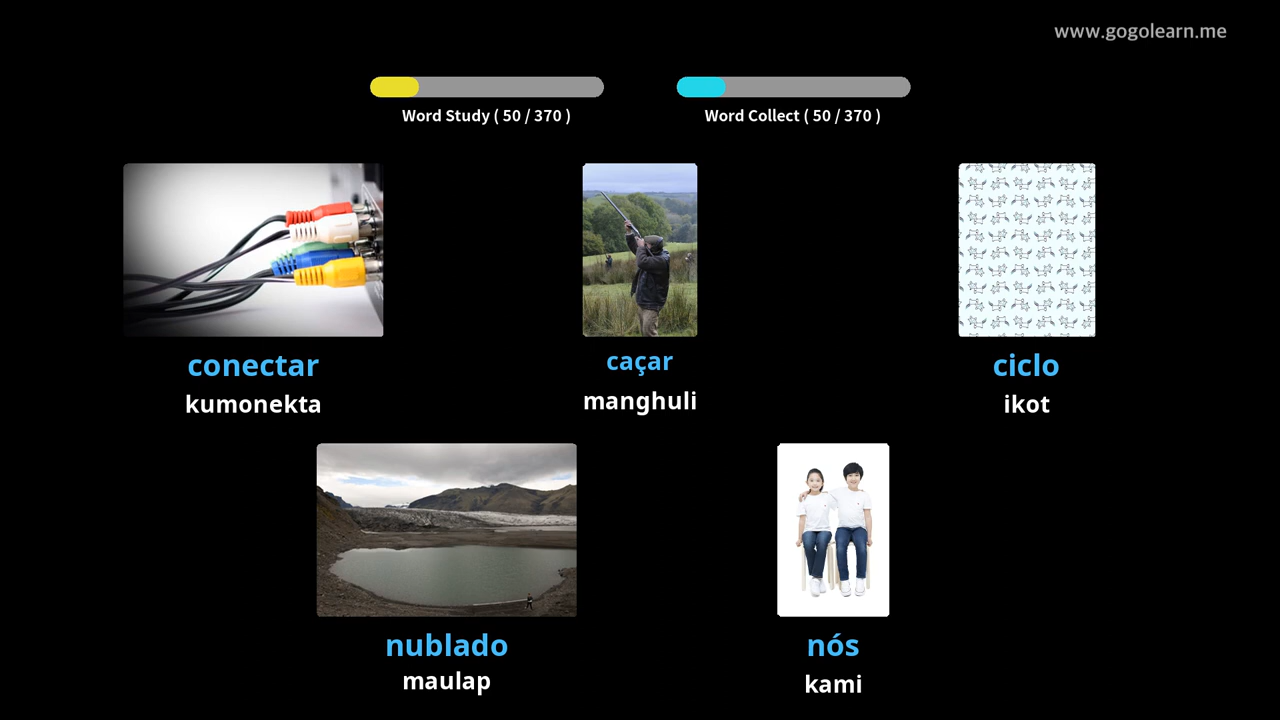 www.gogolearn.me
Word Study ( 50 / 370 )
Word Collect ( 50 / 370 )
conectar
kumonekta
caçar
manghuli
ciclo
ikot
nublado
maulap
nós
kami